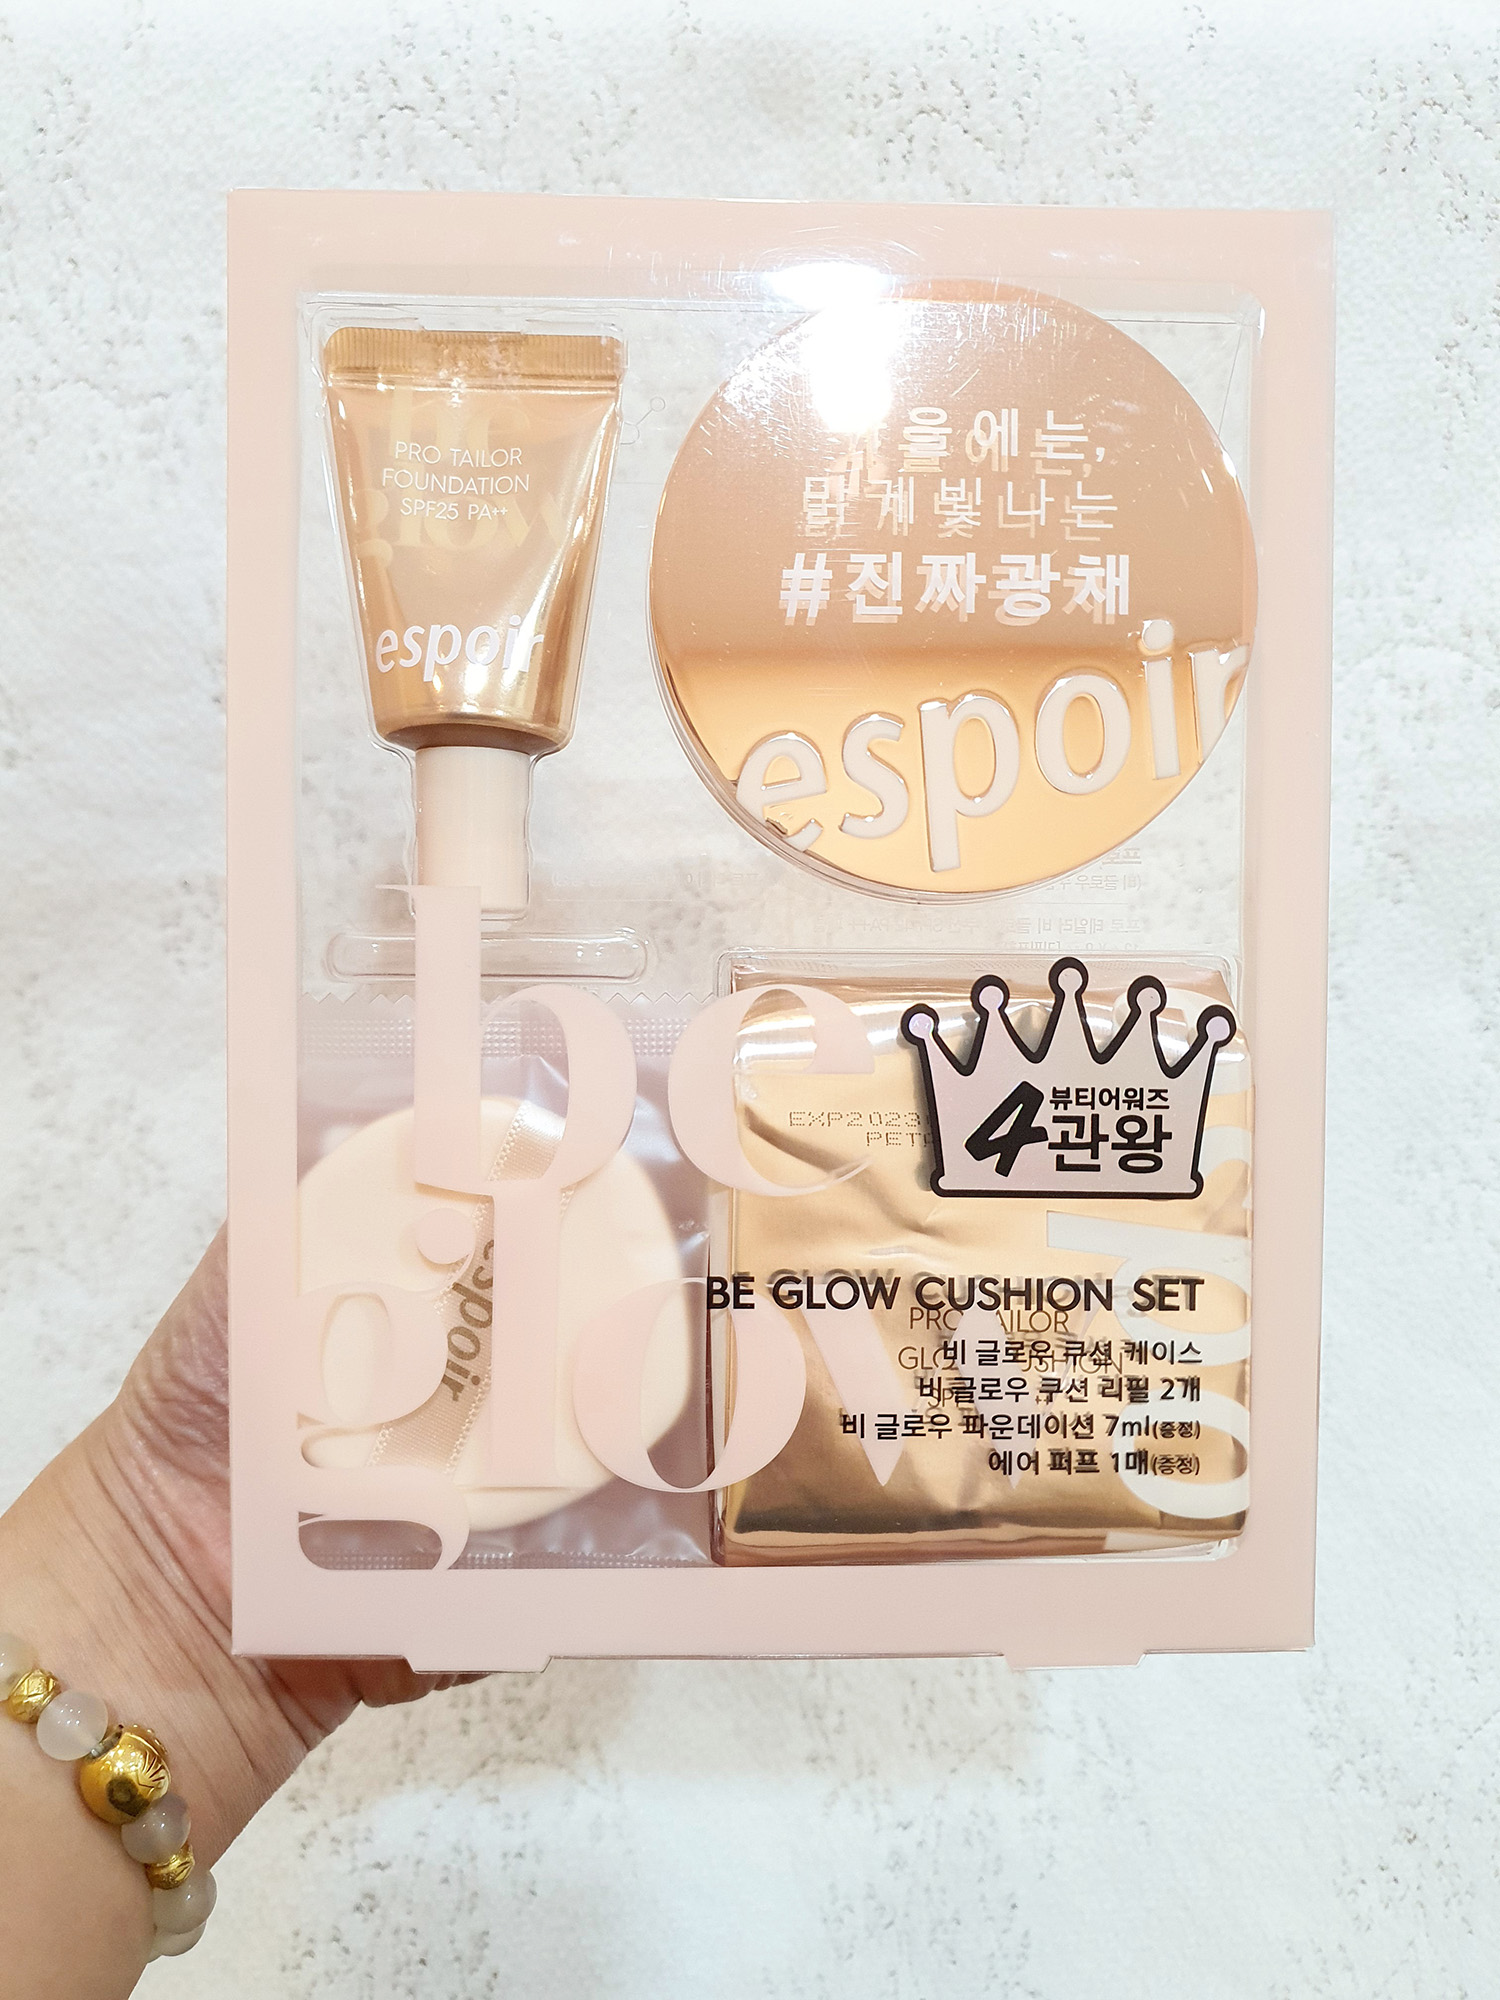 PRO TAILOR
FOUNDATION
SPF25 PA++
espoir
가을에는,
맑게 빛나는
#진짜광채
espoir
be
glow
espoir
EXP2023
뷰티어워즈
4관왕
BE GLOW CUSHION SET
비 글로우 쿠션 케이스
비 글로우 쿠션 리필 2개
비 글로우 파운데이션 7ml(증정)
에어 퍼프 1매(증정)